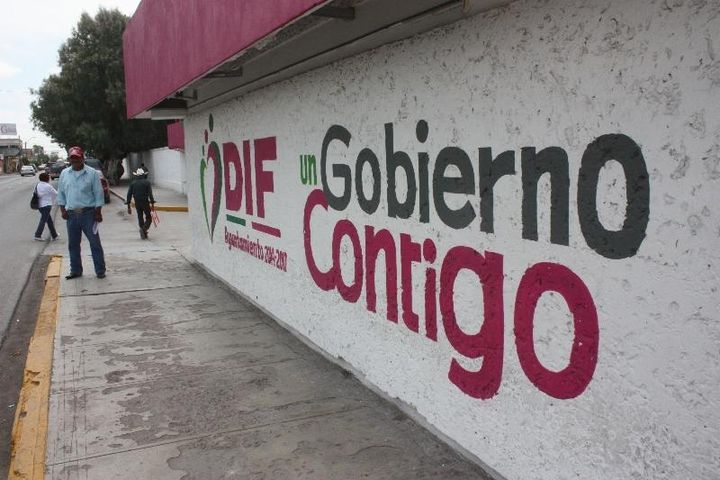 DIF
Ayuntamiento 2014-2017
un Gobierno
Contigo